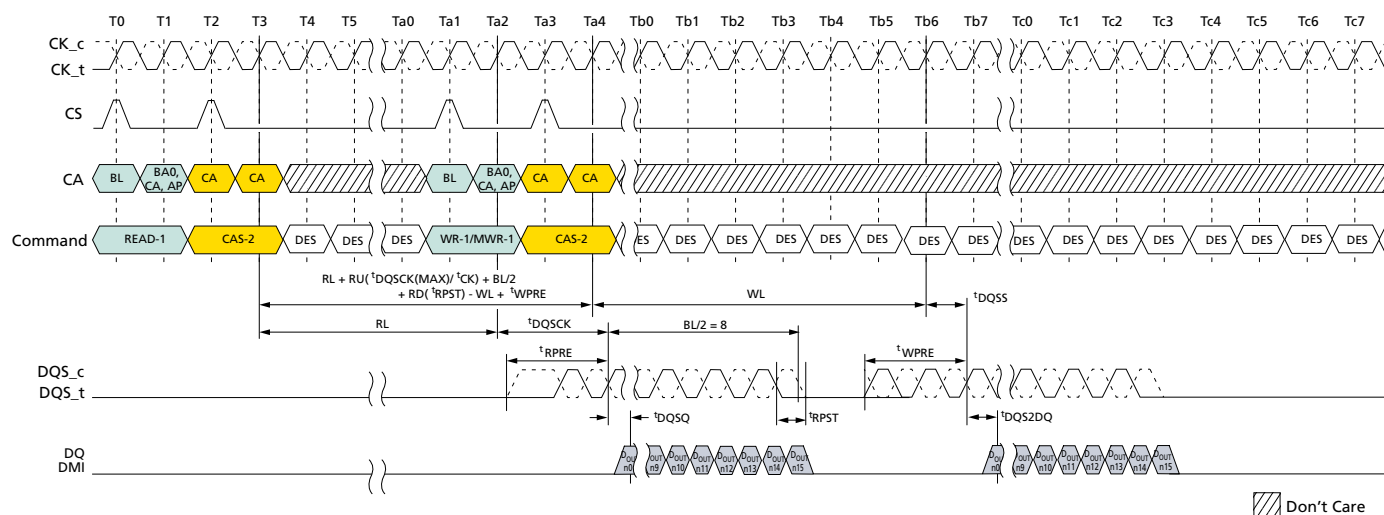 T0 T1 T2 T3 T4 T5 Ta0 Ta1 Ta2 Ta3 Ta4 Tb0 Tb1 Tb2 Tb3 Tb4 Tb5 Tb6 Tb7 Tc0 Tc1 Tc2 Tc3 Tc4 Tc5 Tc6 Tc7
CK_c
CK_t
CS
CA BL BA0, CA, AP CA CA BL BA0, CA, AP CA CA
Command READ-1 CAS-2 DES DES DES WR-1/MWR-1 CAS-2 DES DES DES DES DES DES DES DES DES DES DES DES DES DES DES DES
RL + RU( tDQSCK(MAX)/ tCK) + BL/2
+ RD( tRPST) - WL + tWPRE
WL
tDQSS
RL
tDQSCK
BL/2 = 8
tRPRE
tWPRE
DQS_c
DQS_t
tDQSQ
tRPST
tDQS2DQ
DQ
DMI
DOUT n0 DOUT n9 DOUT n10 DOUT n11 DOUT n12 DOUT n13 DOUT n14 DOUT n15 DOUT n0 DOUT n9 DOUT n10 DOUT n11 DOUT n12 DOUT n13 DOUT n14 DOUT n15
Don't Care